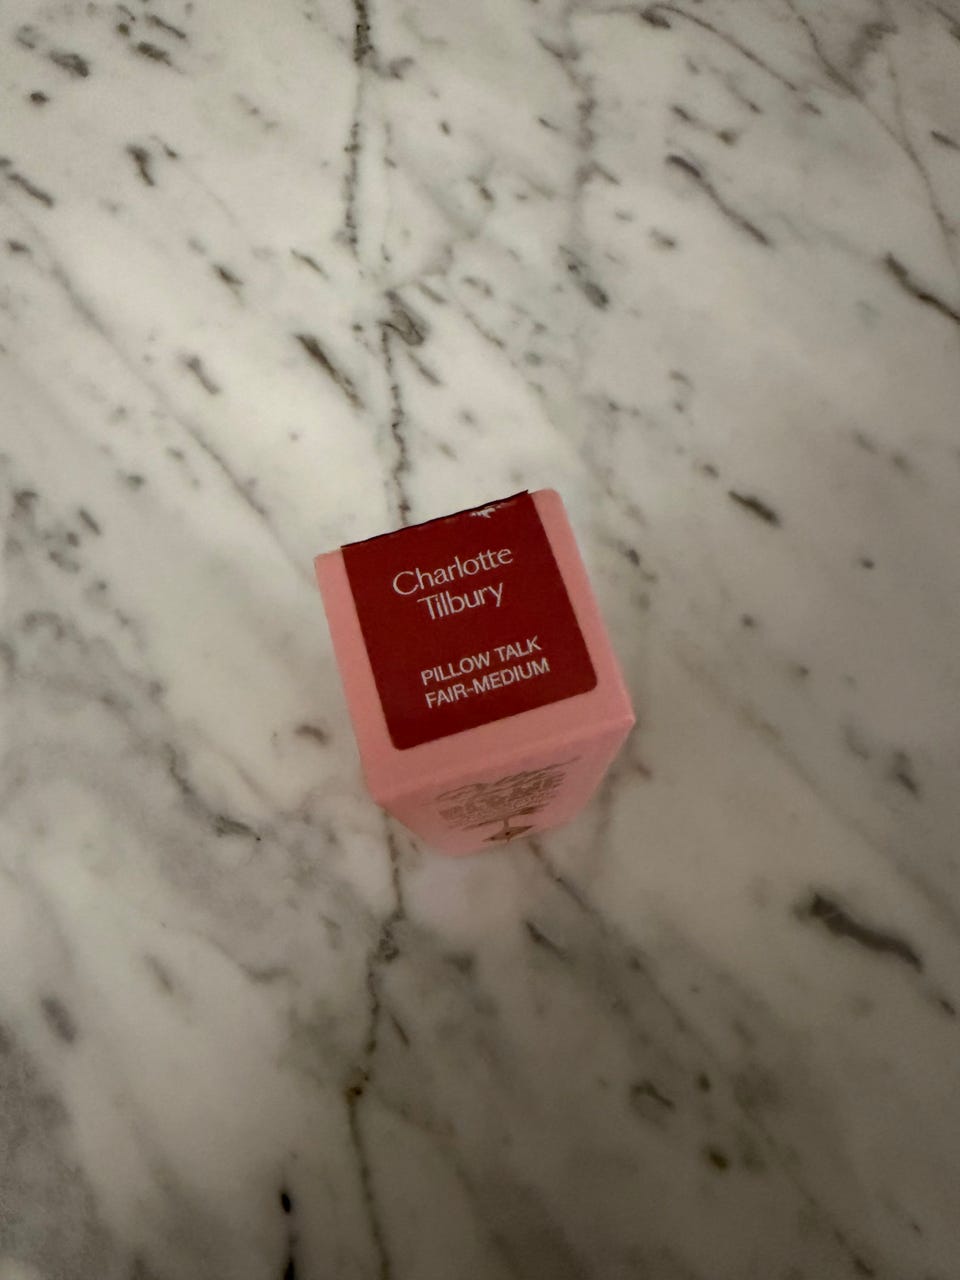 Charlotte
Tilbury
PILLOW TALK
FAIR-MEDIUM